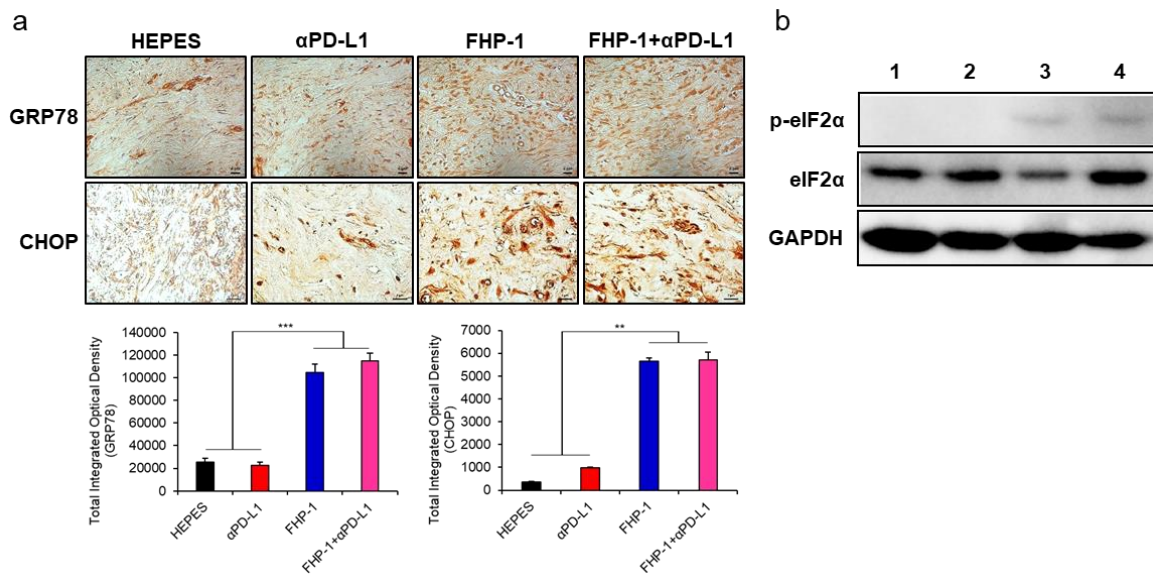 a
HEPES αPD-L1 FHP-1 FHP-1+αPD-L1
GRP78
CHOP
Total Integrated Optical Density
(GRP78)
140000
120000
100000
80000
60000
40000
20000
0
***
HEPES
αPD-L1
FHP-1
FHP-1+αPD-L1
Total Integrated Optical Density
(CHOP)
7000
6000
5000
4000
3000
2000
1000
0
**
HEPES
αPD-L1
FHP-1
FHP-1+αPD-L1
b
1 2 3 4
p-eIF2α
eIF2α
GAPDH